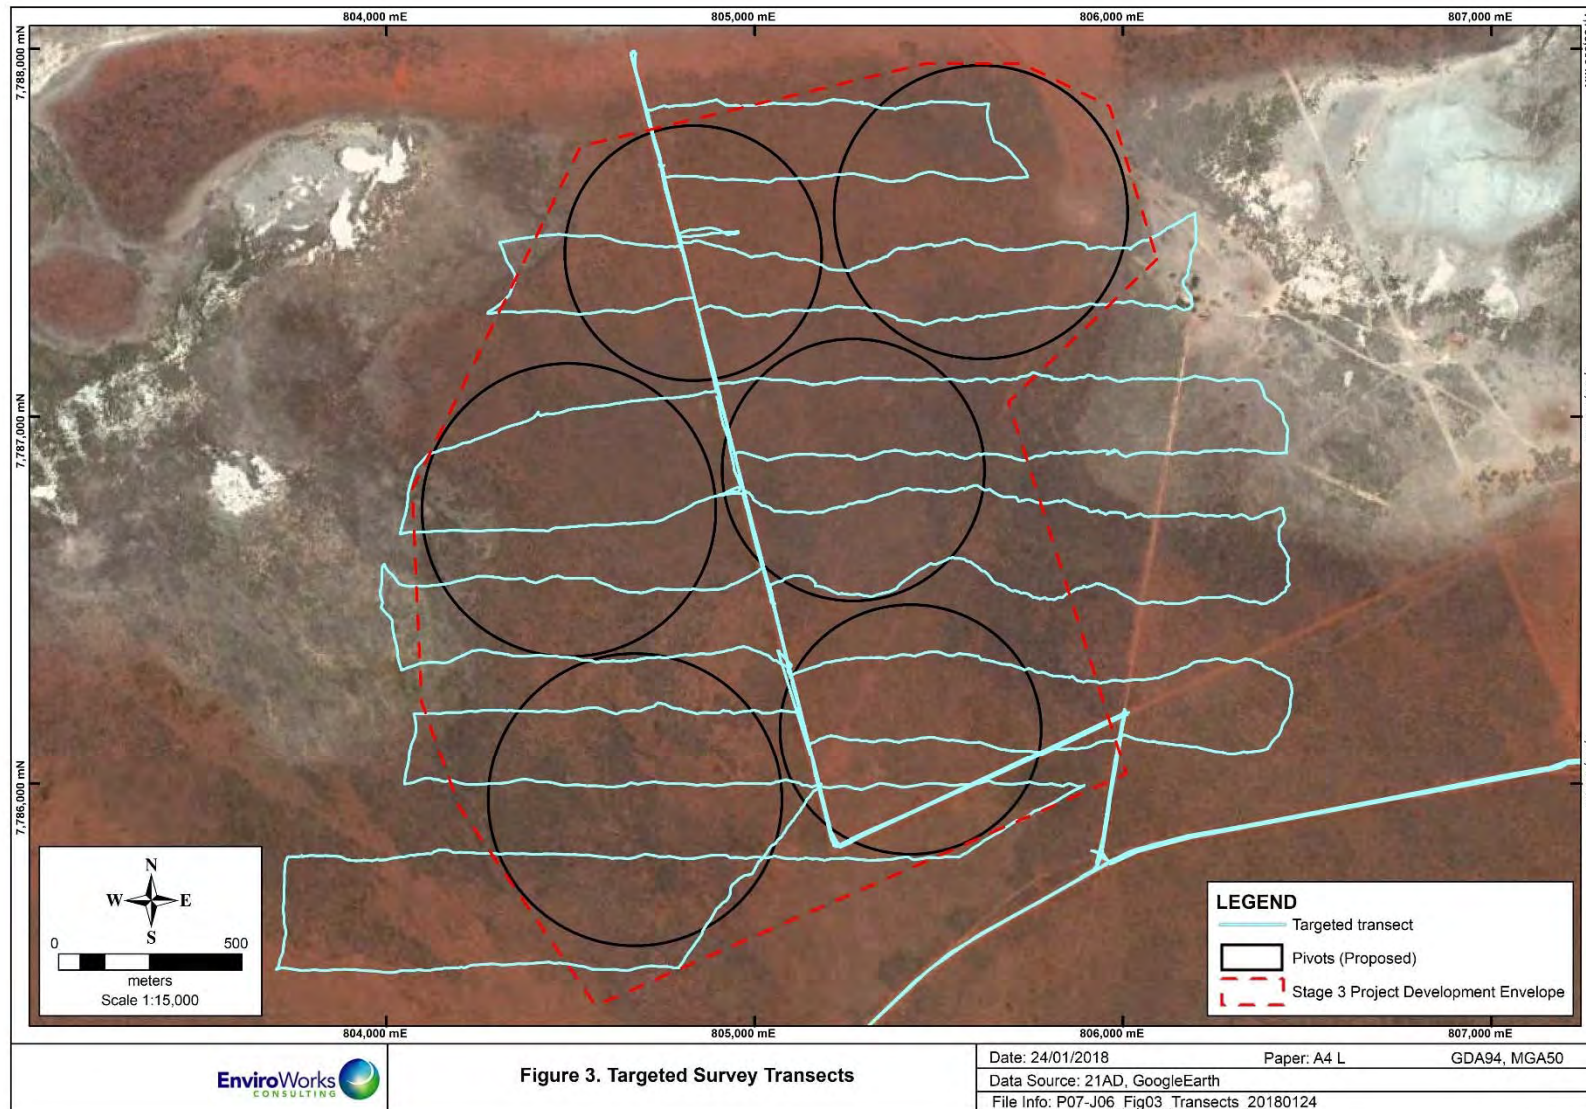 804,000 mE
805,000 mE
806,000 mE
807,000 mE
7,788,000 mN
7,787,000 mN
7,786,000 mN
N
W
E
S
0
500
meters
Scale 1:15,000
LEGEND
Targeted transect
Pivots (Proposed)
Stage 3 Project Development Envelope
804,000 mE
805,000 mE
806,000 mE
807,000 mE
EnviroWorks
CONSULTING
Figure 3. Targeted Survey Transects
Date: 24/01/2018 Paper: A4 L GDA94, MGA50
Data Source: 21AD, GoogleEarth
File Info: P07-J06_Fig03_Transects_20180124